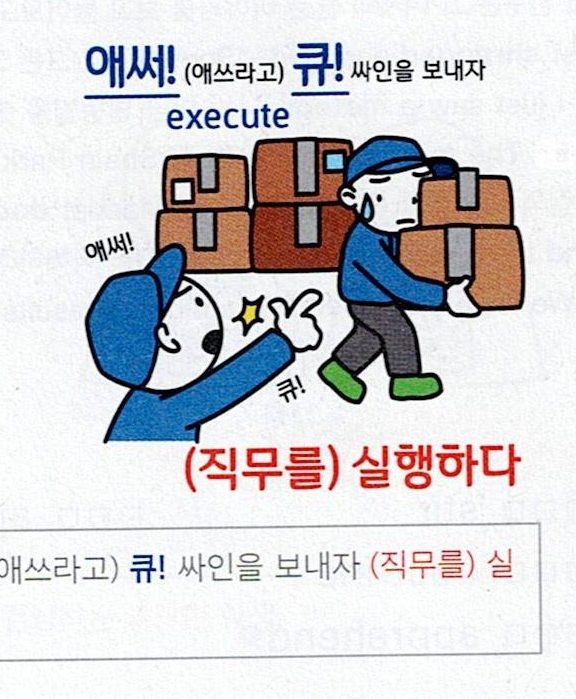 애써! (애쓰라고) 큐! 싸인을 보내자
execute
애써!
큐!
(직무를) 실행하다
애쓰라고) 큐! 싸인을 보내자 (직무를) 실
apprehends